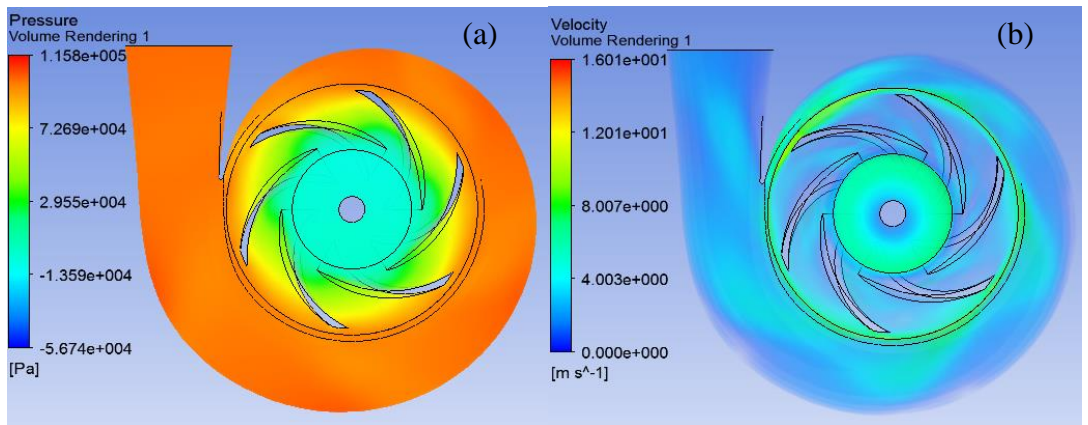 Pressure
Volume Rendering 1
1.158e+005
7.269e+004
2.955e+004
-1.359e+004
-5.674e+004
[Pa]
(a)
Velocity
Volume Rendering 1
1.601e+001
1.201e+001
8.007e+000
4.003e+000
0.000e+000
[m s^-1]
(b)